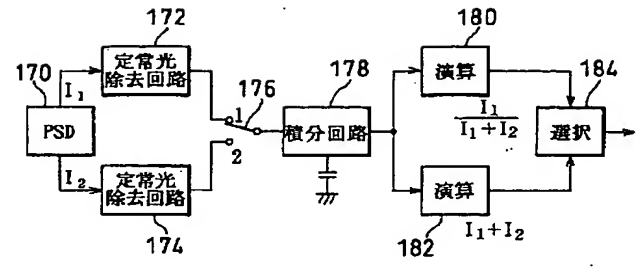 172
定常光
除去回路
170
I₁
PSD
I₂
定常光
除去回路
174
1
176
2
178
積分回路
180
演算
I₁
I₁+I₂
184
選択
演算
182
I₁+I₂